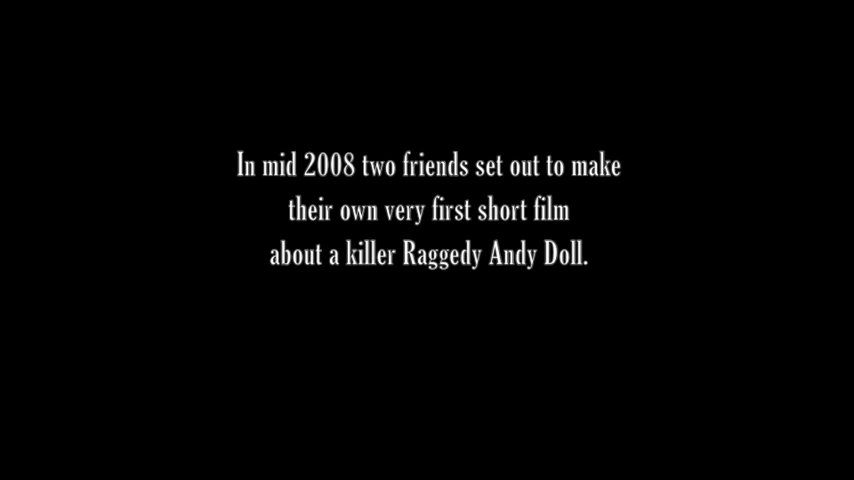 In mid 2008 two friends set out to make
their own very first short film
about a killer Raggedy Andy Doll.